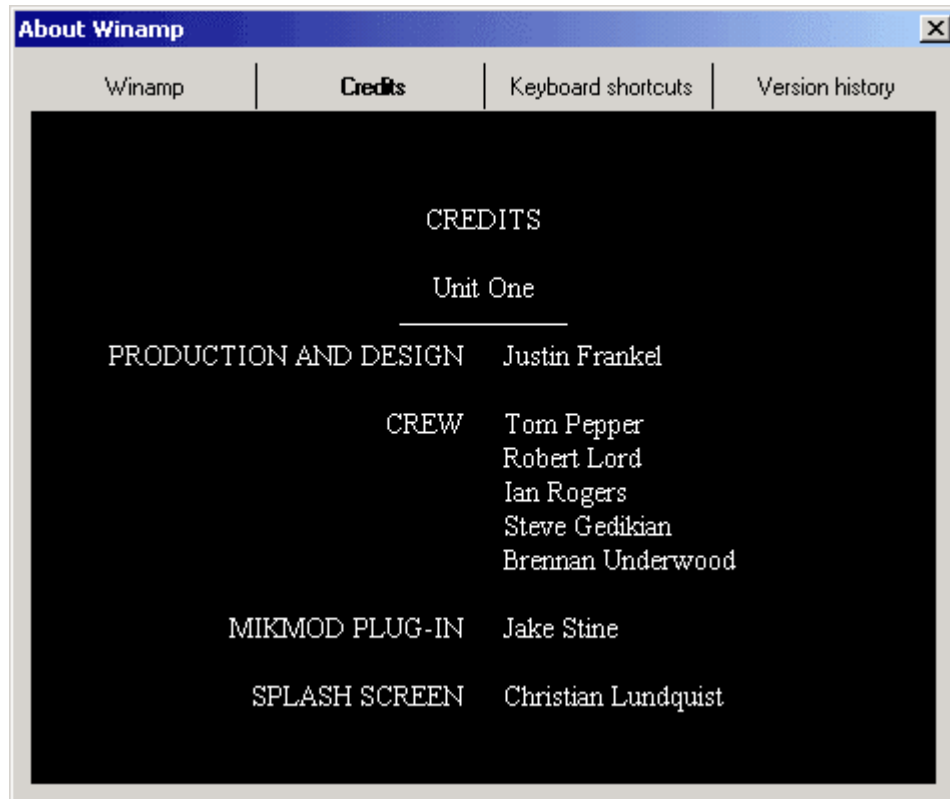 About Winamp
Winamp Credits Keyboard shortcuts Version history
CREDITS
Unit One
PRODUCTION AND DESIGN Justin Frankel
CREW Tom Pepper
Robert Lord
Ian Rogers
Steve Gedikian
Brennan Underwood
MIKMOD PLUG-IN Jake Stine
SPLASH SCREEN Christian Lundquist